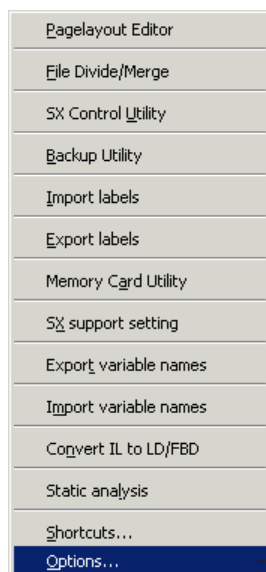 Pagelayout Editor
File Divide/Merge
SX Control Utility
Backup Utility
Import labels
Export labels
Memory Card Utility
SX support setting
Export variable names
Import variable names
Convert IL to LD/FBD
Static analysis
Shortcuts...
Options...